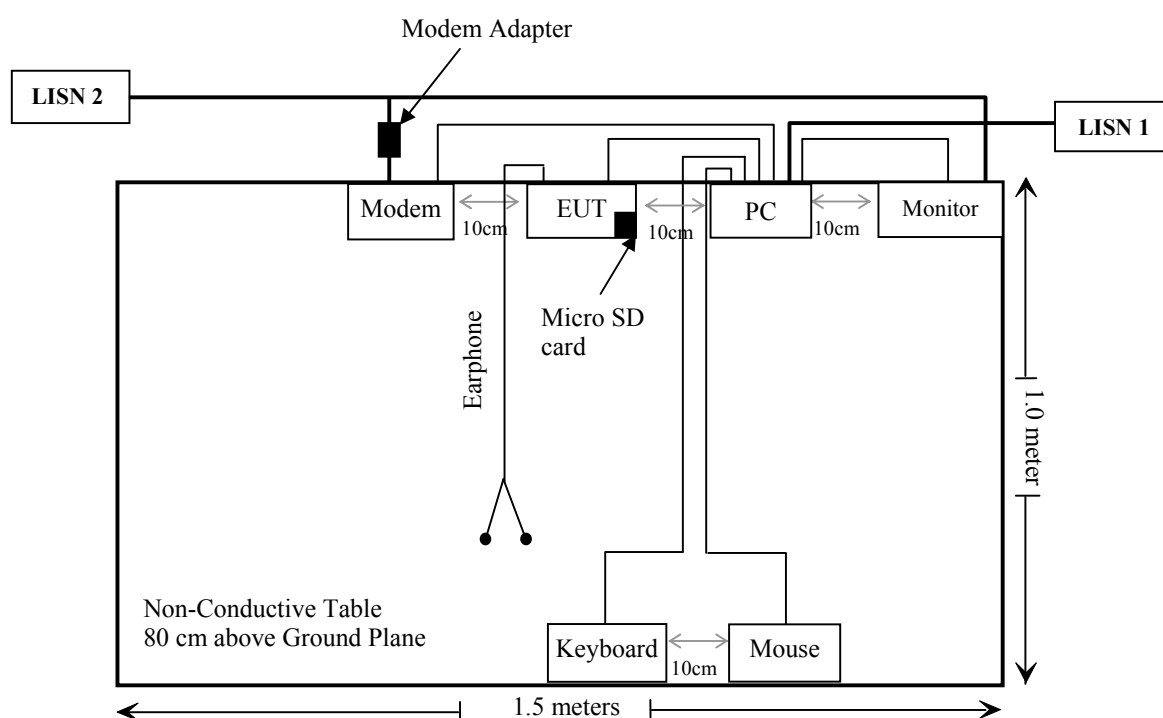 Modem Adapter
LISN 2
LISN 1
Modem
EUT
PC
Monitor
10cm
10cm
10cm
Micro SD
card
Earphone
1.0 meter
Non-Conductive Table
80 cm above Ground Plane
Keyboard
Mouse
10cm
1.5 meters